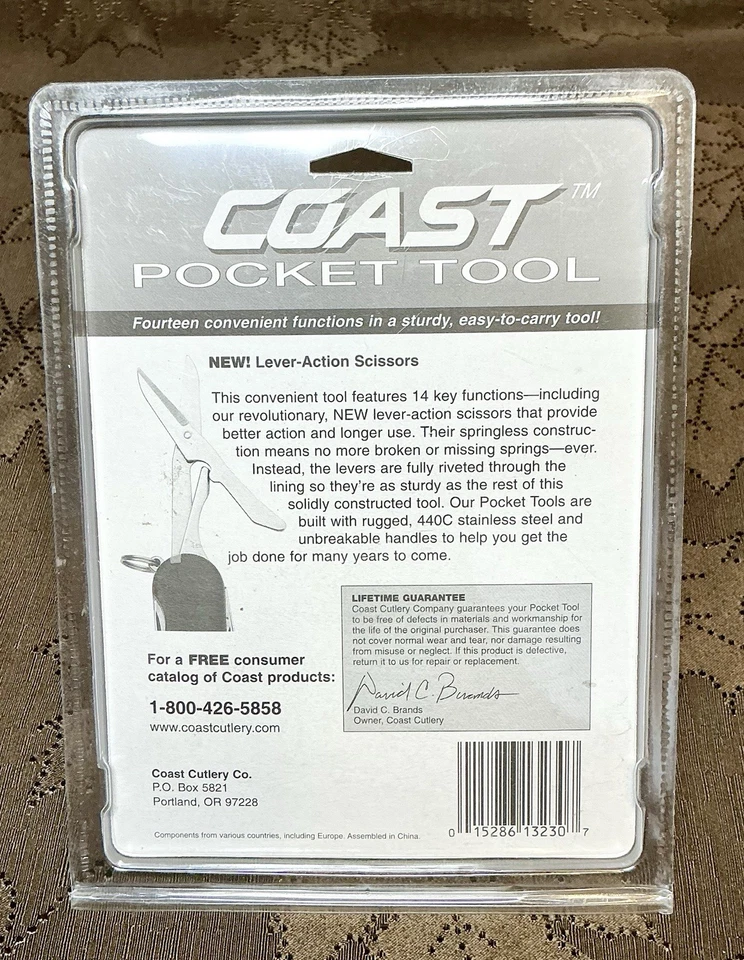 COAST™
POCKET TOOL
Fourteen convenient functions in a sturdy, easy-to-carry tool!
NEW! Lever-Action Scissors
This convenient tool features 14 key functions—including
our revolutionary, NEW lever-action scissors that provide
better action and longer use. Their springless construc-
tion means no more broken or missing springs—ever.
Instead, the levers are fully riveted through the
lining so they're as sturdy as the rest of this
solidly constructed tool. Our Pocket Tools are
built with rugged, 440C stainless steel and
unbreakable handles to help you get the
job done for many years to come.
LIFETIME GUARANTEE
Coast Cutlery Company guarantees your Pocket Tool
to be free of defects in materials and workmanship for
the life of the original purchaser. This guarantee does
not cover normal wear and tear, nor damage resulting
from misuse or neglect. If this product is defective,
return it to us for repair or replacement.
David C. Brands
David C. Brands
Owner, Coast Cutlery
For a FREE consumer
catalog of Coast products:
1-800-426-5858
www.coastcutlery.com
Coast Cutlery Co.
P.O. Box 5821
Portland, OR 97228
Components from various countries, including Europe. Assembled in China.
0 15286 13230 7